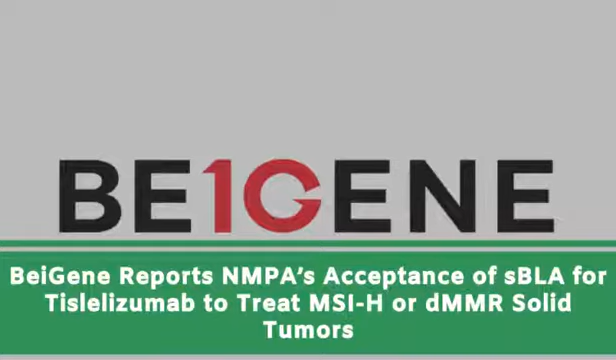 BEIGENE
BeiGene Reports NMPA’s Acceptance of sBLA for
Tislelizumab to Treat MSI-H or dMMR Solid
Tumors